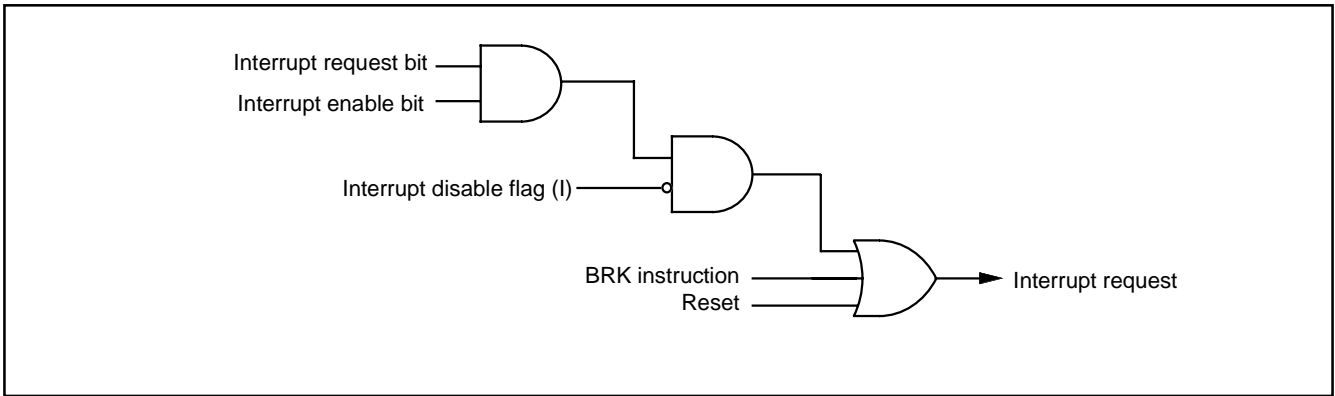 Interrupt request bit
Interrupt enable bit
Interrupt disable flag (I)
BRK instruction
Reset
Interrupt request